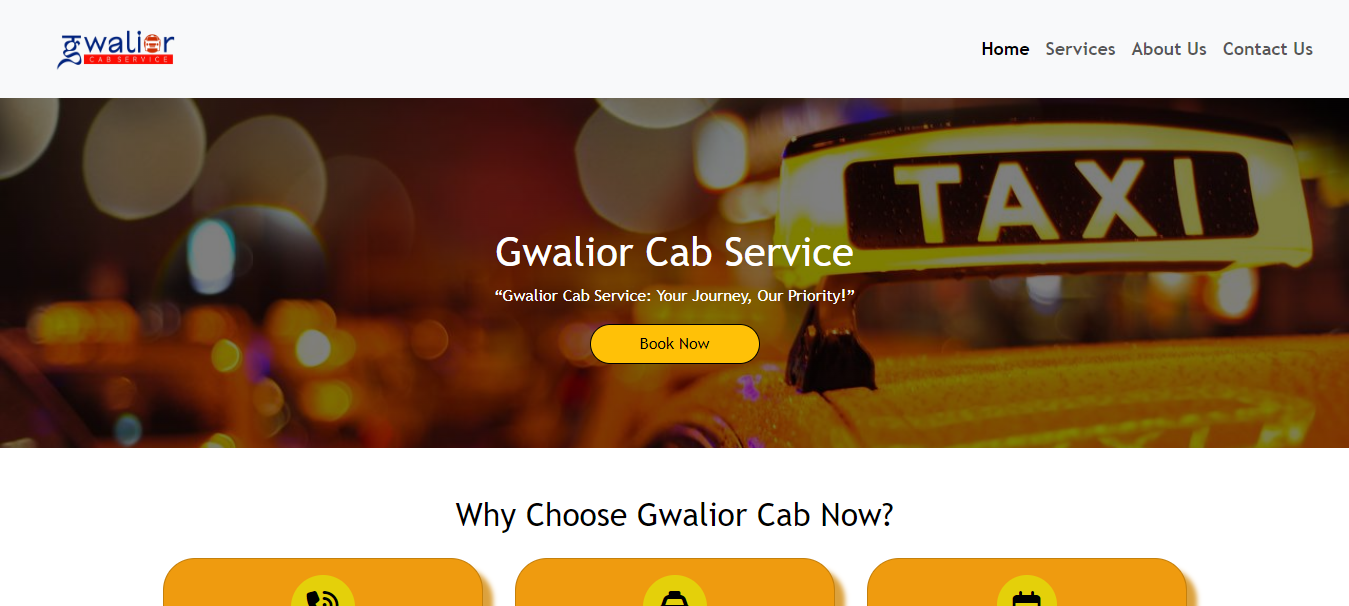 gwalior
CAB SERVICE
Home Services About Us Contact Us
TAXI
Gwalior Cab Service
“Gwalior Cab Service: Your Journey, Our Priority!”
Book Now
Why Choose Gwalior Cab Now?